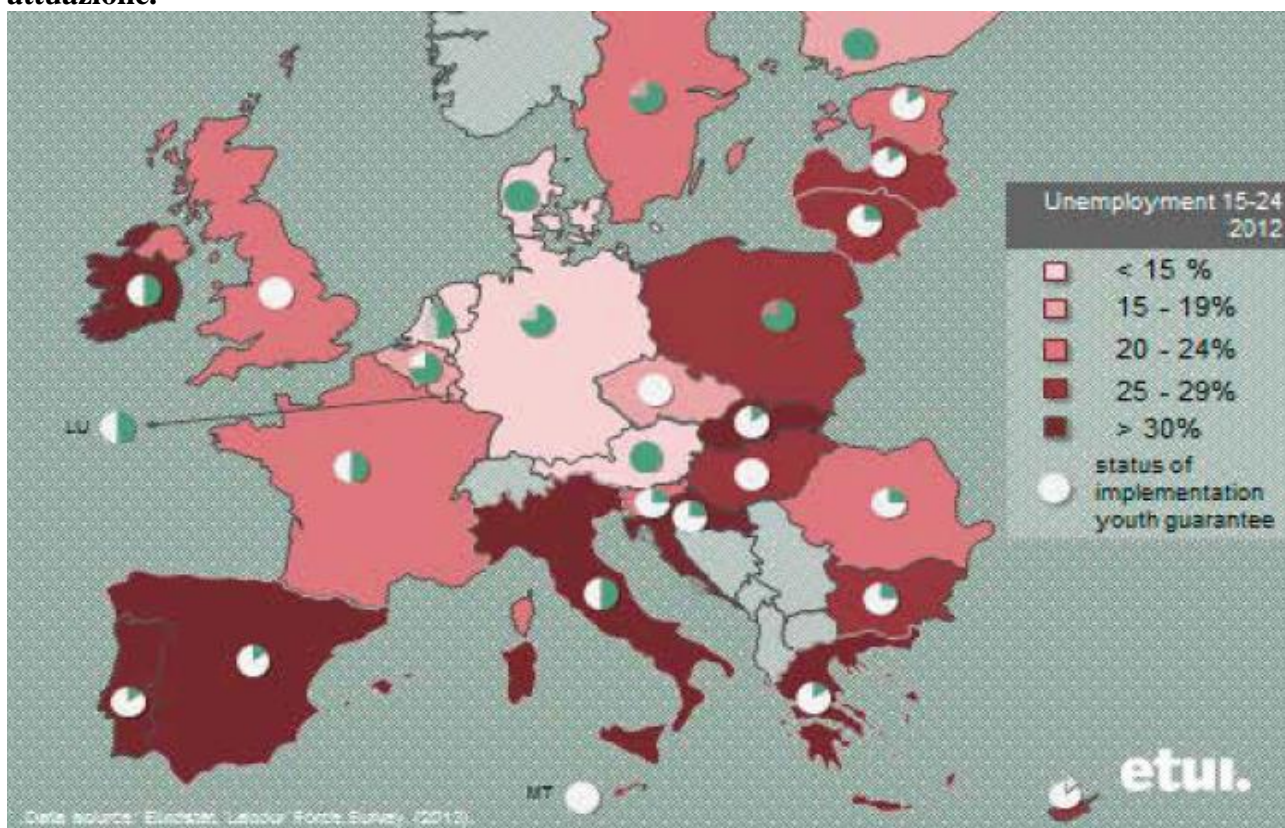 attuazione.
Unemployment 15-24
2012
< 15 %
15 - 19%
20 - 24%
25 - 29%
> 30%
status of
implementation
youth guarantee
LU
MT
etui.
Data source: Eurostat, Labour Force Survey (2013).